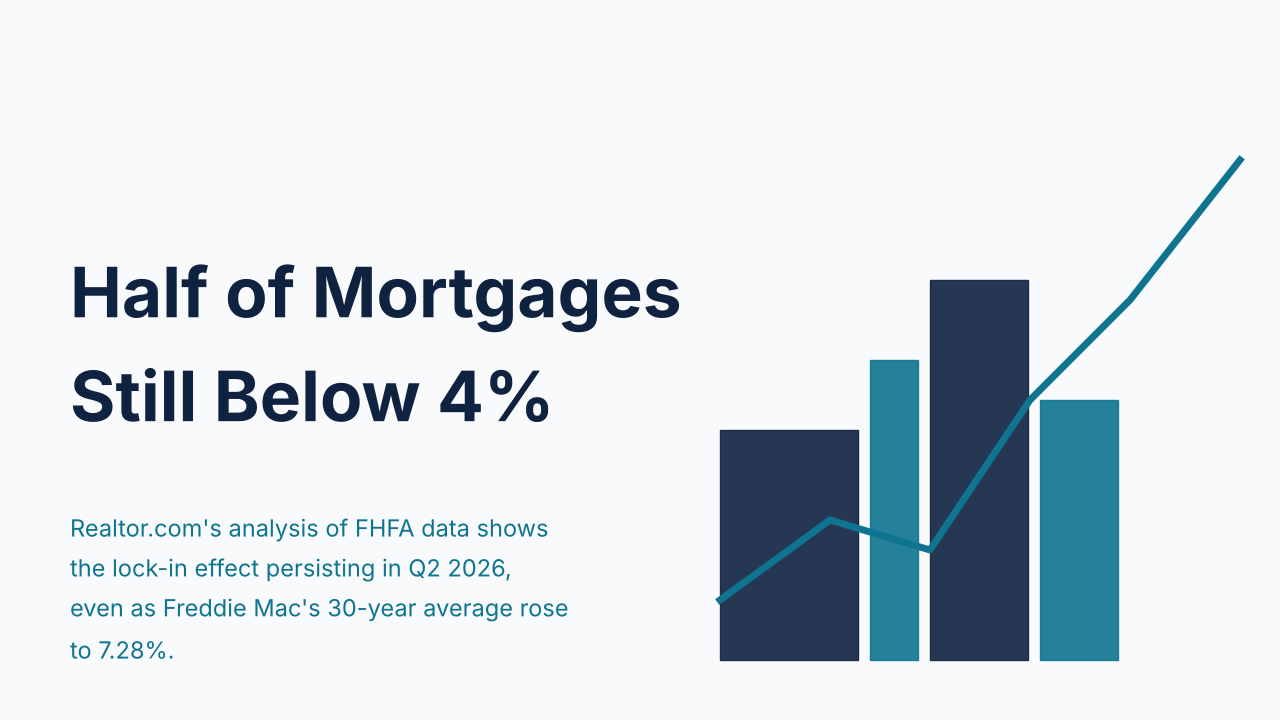 Half of Mortgages
Still Below 4%
Realtor.com's analysis of FHFA data shows
the lock-in effect persisting in Q2 2026,
even as Freddie Mac's 30-year average rose
to 7.28%.